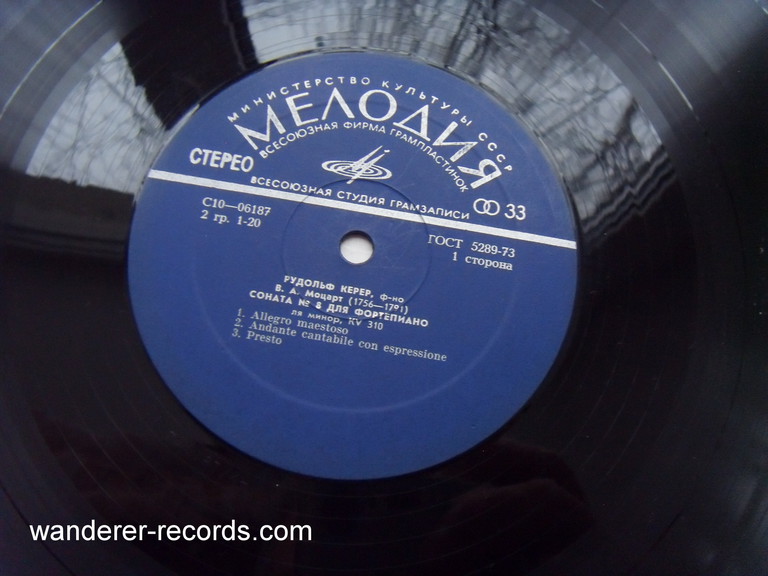 МИНИСТЕРСТВО КУЛЬТУРЫ СССР
МЕЛОДИЯ
ВСЕСОЮЗНАЯ ФИРМА ГРАМПЛАСТИНОК
СТЕРЕО
ВСЕСОЮЗНАЯ СТУДИЯ ГРАМЗАПИСИ
33
С10—06187
2 гр. 1-20
ГОСТ 5289-73
1 сторона
РУДОЛЬФ КЕРЕР, ф-но
В. А. Моцарт (1756—1791)
СОНАТА № 8 ДЛЯ ФОРТЕПИАНО
ля минор, KV 310
1. Allegro maestoso
2. Andante cantabile con espressione
3. Presto
wanderer-records.com